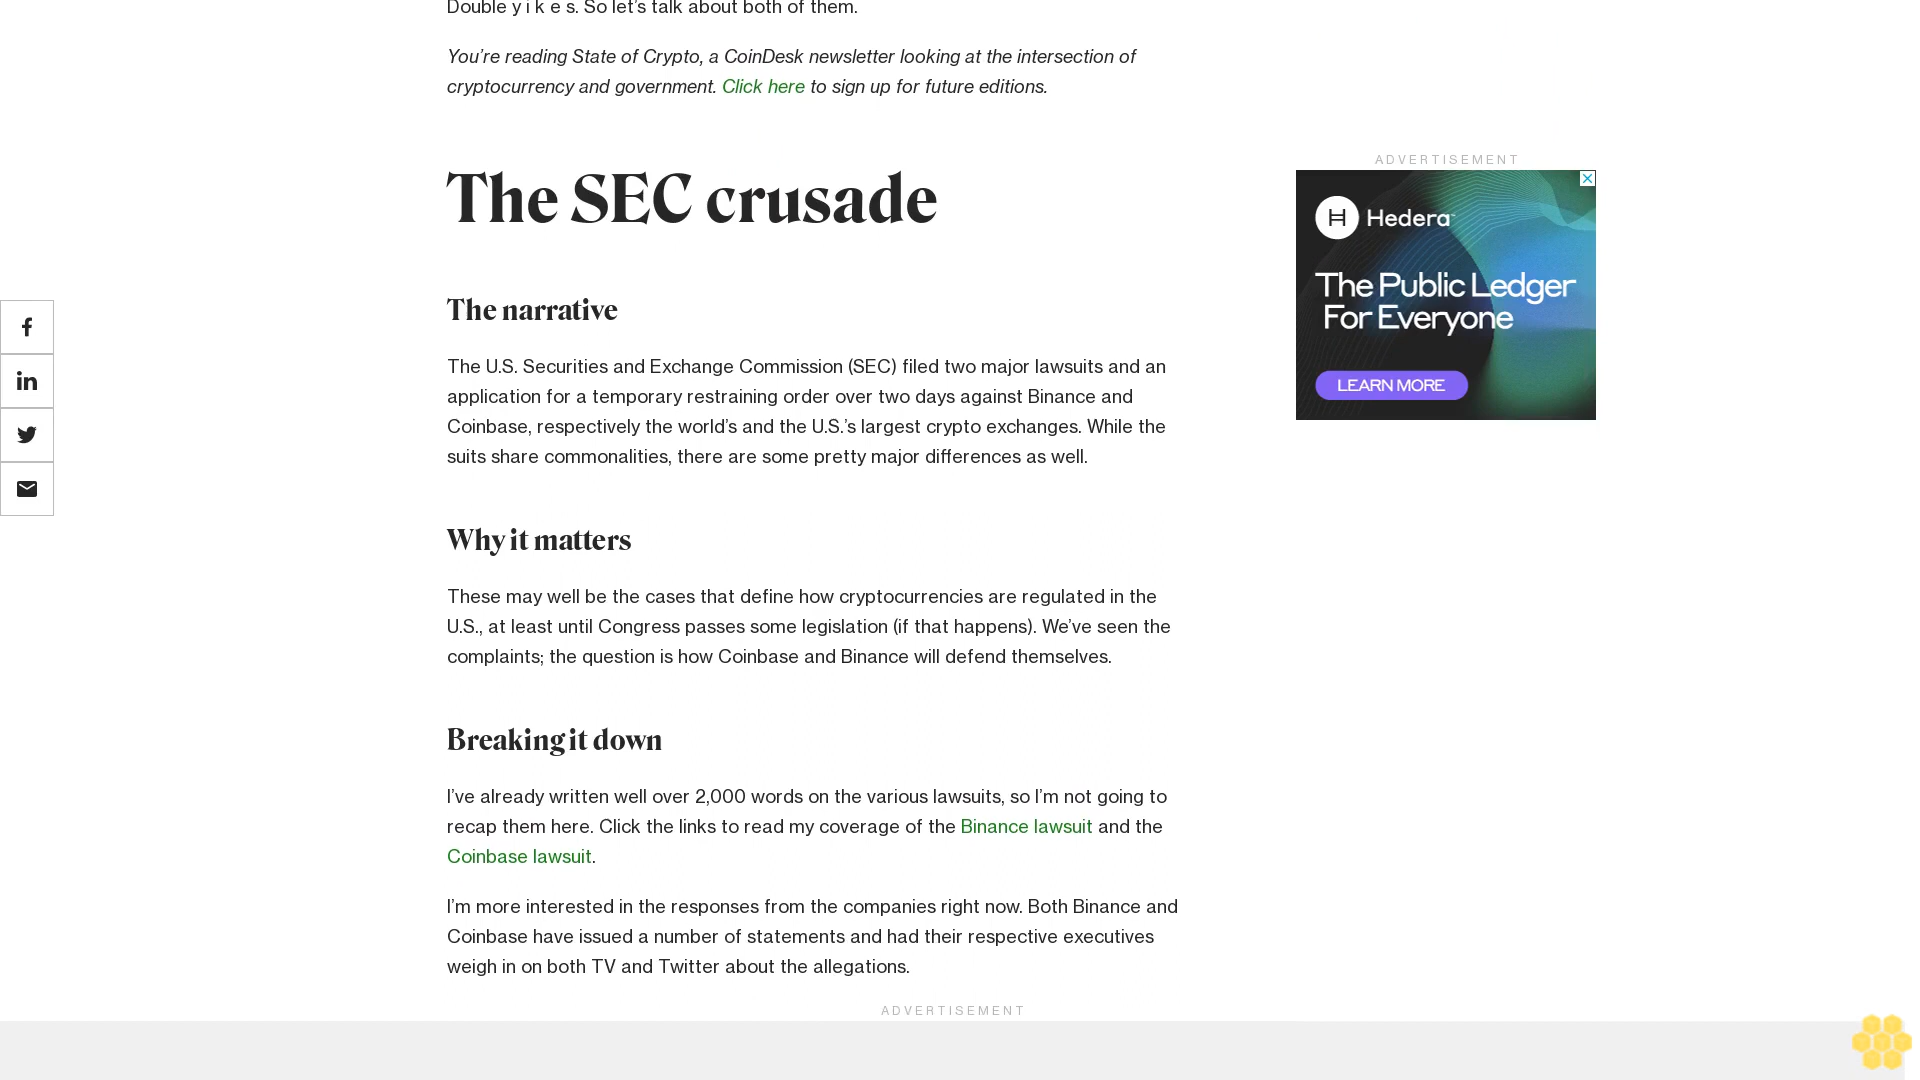 Double y i k e s. So let’s talk about both of them.
You’re reading State of Crypto, a CoinDesk newsletter looking at the intersection of
cryptocurrency and government. Click here to sign up for future editions.
The SEC crusade
The narrative
The U.S. Securities and Exchange Commission (SEC) filed two major lawsuits and an
application for a temporary restraining order over two days against Binance and
Coinbase, respectively the world’s and the U.S.’s largest crypto exchanges. While the
suits share commonalities, there are some pretty major differences as well.
Why it matters
These may well be the cases that define how cryptocurrencies are regulated in the
U.S., at least until Congress passes some legislation (if that happens). We’ve seen the
complaints; the question is how Coinbase and Binance will defend themselves.
Breaking it down
I’ve already written well over 2,000 words on the various lawsuits, so I’m not going to
recap them here. Click the links to read my coverage of the Binance lawsuit and the
Coinbase lawsuit.
I’m more interested in the responses from the companies right now. Both Binance and
Coinbase have issued a number of statements and had their respective executives
weigh in on both TV and Twitter about the allegations.
ADVERTISEMENT
ADVERTISEMENT
H Hedera
The Public Ledger
For Everyone
LEARN MORE